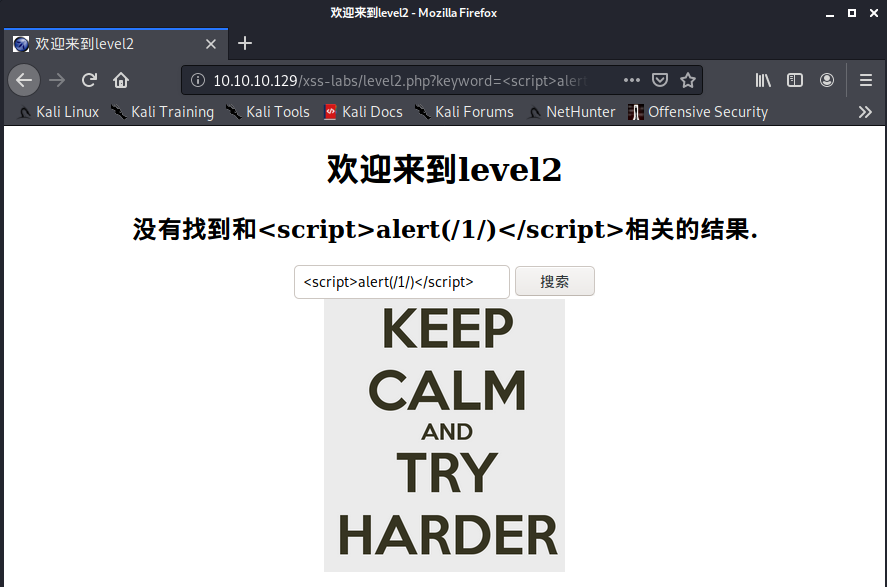 欢迎来到level2 - Mozilla Firefox
欢迎来到level2
10.10.10.129/xss-labs/level2.php?keyword=<script>alert
Kali Linux Kali Training Kali Tools Kali Docs Kali Forums NetHunter Offensive Security
欢迎来到level2
没有找到和<script>alert(/1/)</script>相关的结果.
<script>alert(/1/)</script> 搜索
KEEP
CALM
AND
TRY
HARDER